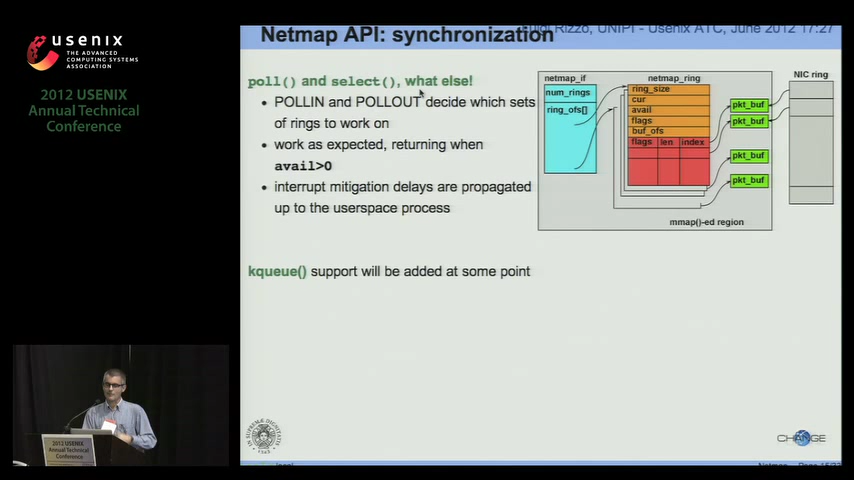 usenix
THE ADVANCED
COMPUTING SYSTEMS
ASSOCIATION
2012 USENIX
Annual Technical
Conference
Netmap API: synchronization
Rizzo, UNIPI - Usenix ATC, June 2012 17:27
poll() and select(), what else!
• POLLIN and POLLOUT decide which sets
of rings to work on
• work as expected, returning when
avail>0
• interrupt mitigation delays are propagated
up to the userspace process
kqueue() support will be added at some point
netmap_if
num_rings
ring_ofs[]
netmap_ring
ring_size
cur
avail
flags
buf_ofs
flags len index
pkt_buf
pkt_buf
pkt_buf
pkt_buf
NIC ring
mmap()-ed region
CHANGE
2012 USENIX
Annual Technical
Conference